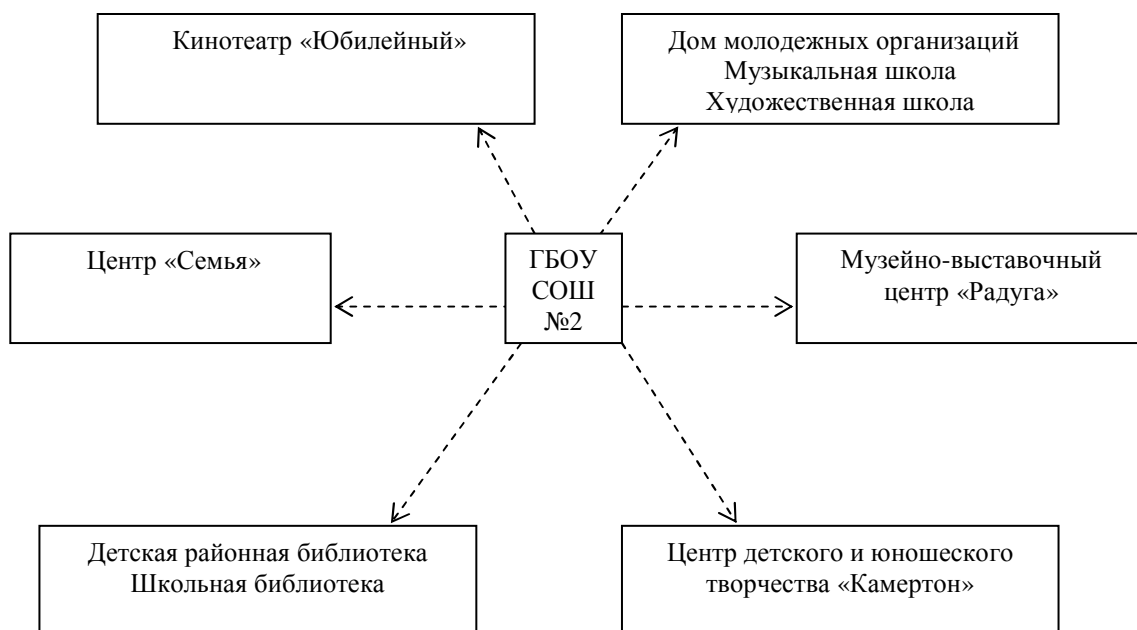 Кинотеатр «Юбилейный»
Дом молодежных организаций
Музыкальная школа
Художественная школа
Центр «Семья»
ГБОУ
СОШ
№2
Музейно-выставочный
центр «Радуга»
Детская районная библиотека
Школьная библиотека
Центр детского и юношеского
творчества «Камертон»